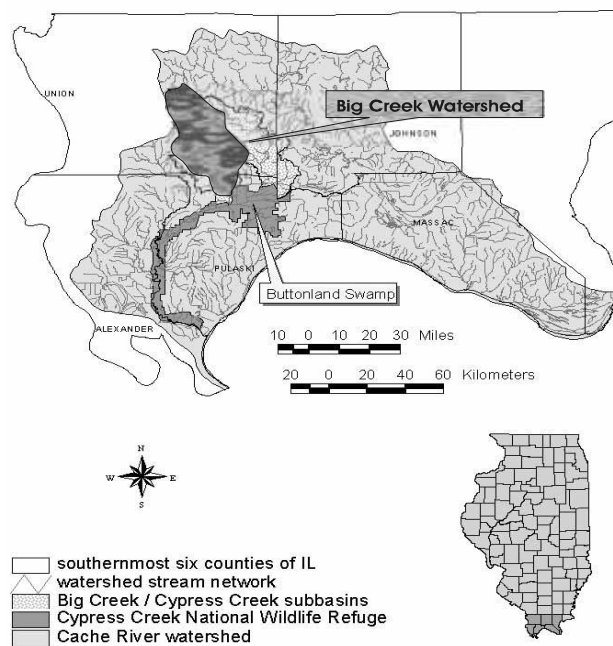 UNION
Big Creek Watershed
JOHNSON
MASSAC
PULASKI
Buttonland Swamp
ALEXANDER
10 0 10 20 30 Miles
20 0 20 40 60 Kilometers
N
W E
S
southernmost six counties of IL
watershed stream network
Big Creek / Cypress Creek subbasins
Cypress Creek National Wildlife Refuge
Cache River watershed